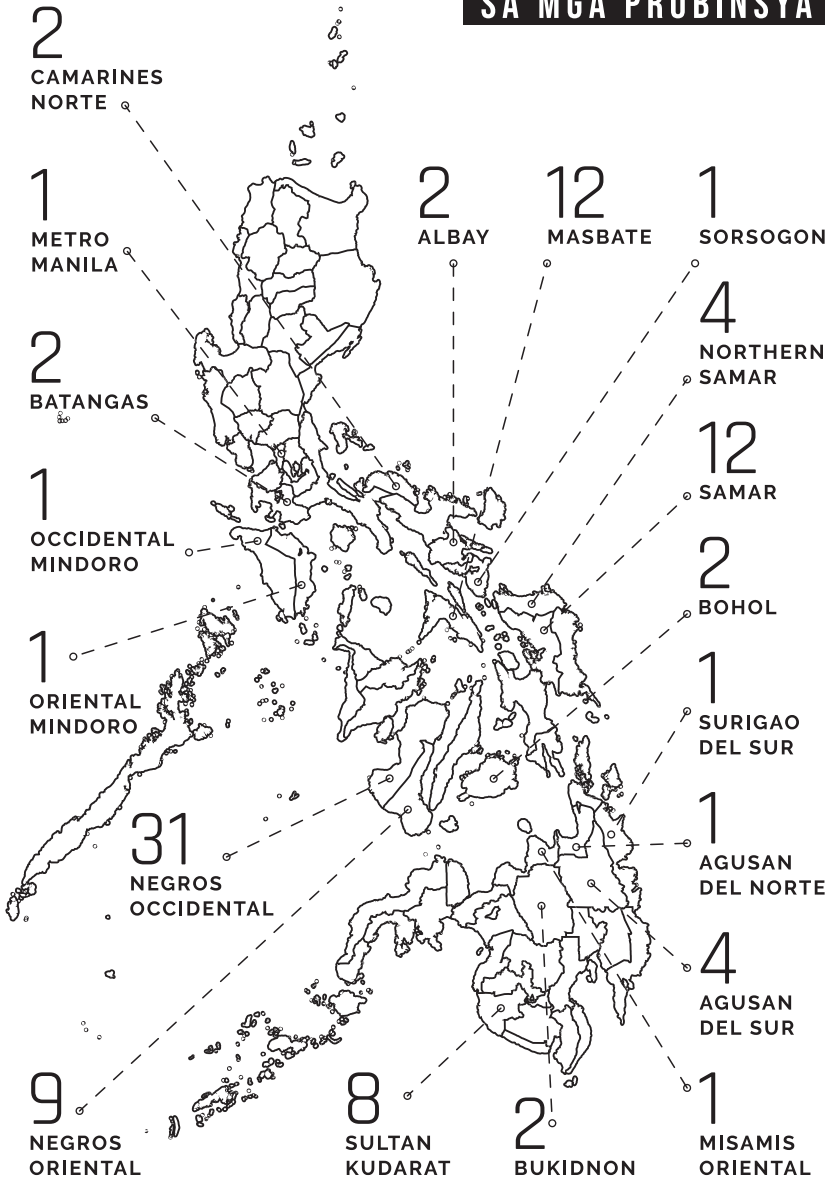 SA MGA PROBINSYA
2
CAMARINES
NORTE
1
METRO
MANILA
2
BATANGAS
1
OCCIDENTAL
MINDORO
1
ORIENTAL
MINDORO
31
NEGROS
OCCIDENTAL
9
NEGROS
ORIENTAL
2
ALBAY
12
MASBATE
1
SORSOGON
4
NORTHERN
SAMAR
12
SAMAR
2
BOHOL
1
SURIGAO
DEL SUR
1
AGUSAN
DEL NORTE
4
AGUSAN
DEL SUR
8
SULTAN
KUDARAT
2
BUKIDNON
1
MISAMIS
ORIENTAL